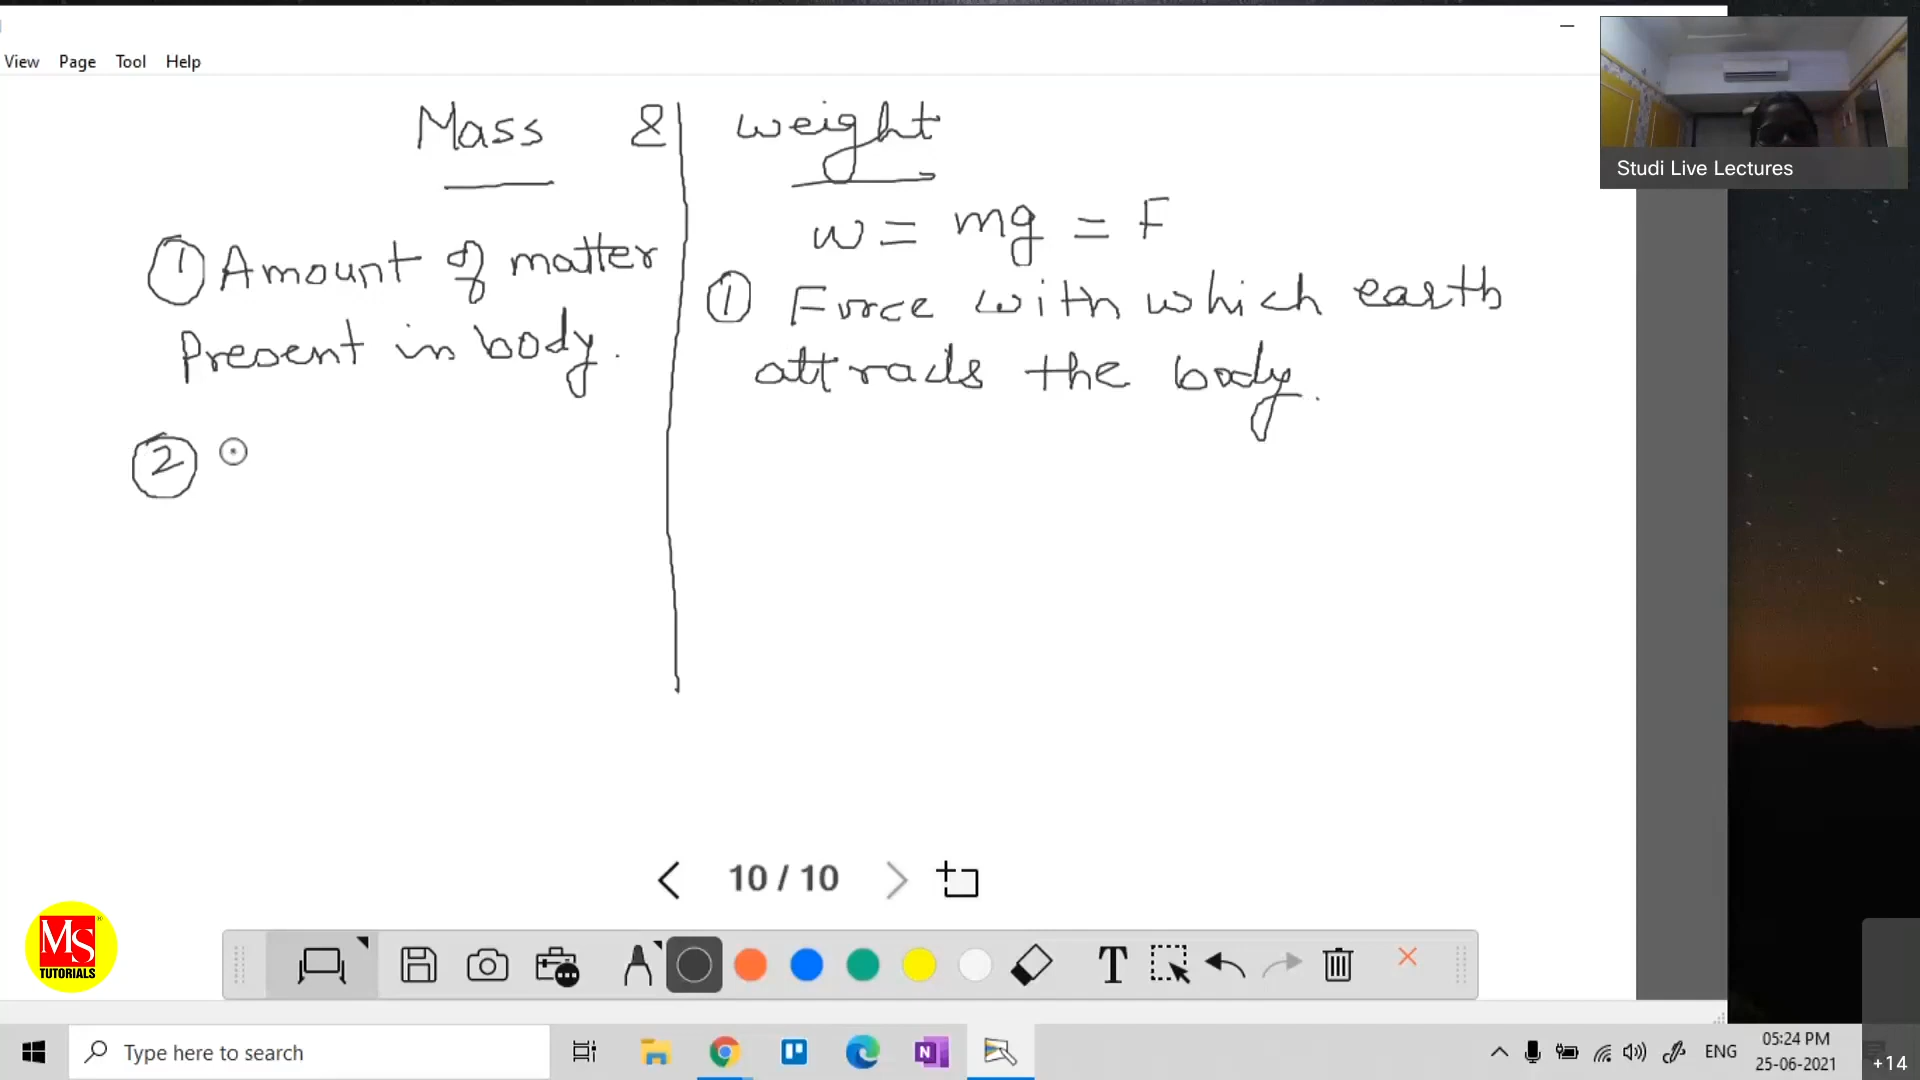 View Page Tool Help
Studi Live Lectures
Mass & weight
w = mg = F
① Amount of matter
Present in body.
① Force with which earth
attracts the body.
②
10 / 10
MS
TUTORIALS
T
Type here to search
N
ENG
05:24 PM
25-06-2021
+14